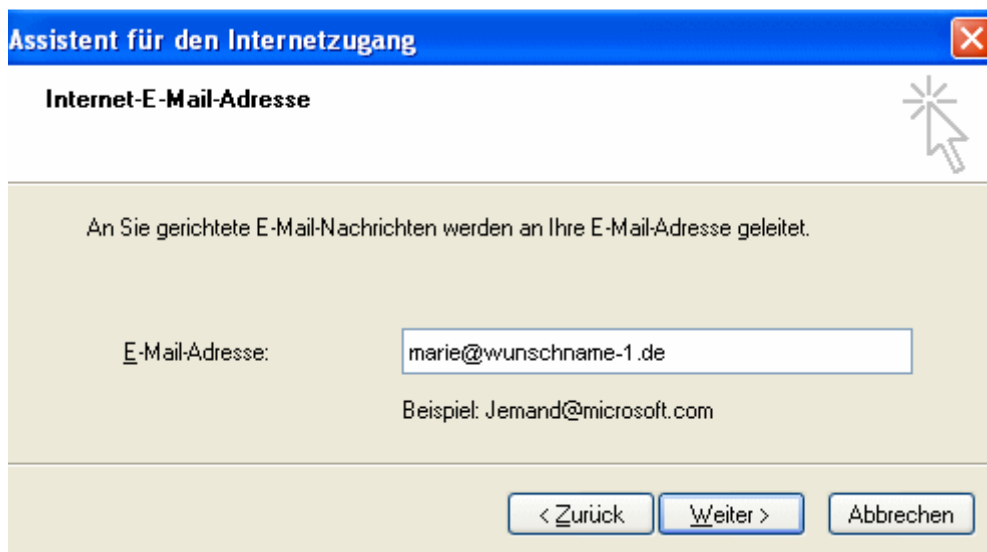 Assistent für den Internetzugang
Internet-E-Mail-Adresse
An Sie gerichtete E-Mail-Nachrichten werden an Ihre E-Mail-Adresse geleitet.
E-Mail-Adresse: marie@wunschname-1.de
Beispiel: Jemand@microsoft.com
< Zurück Weiter > Abbrechen